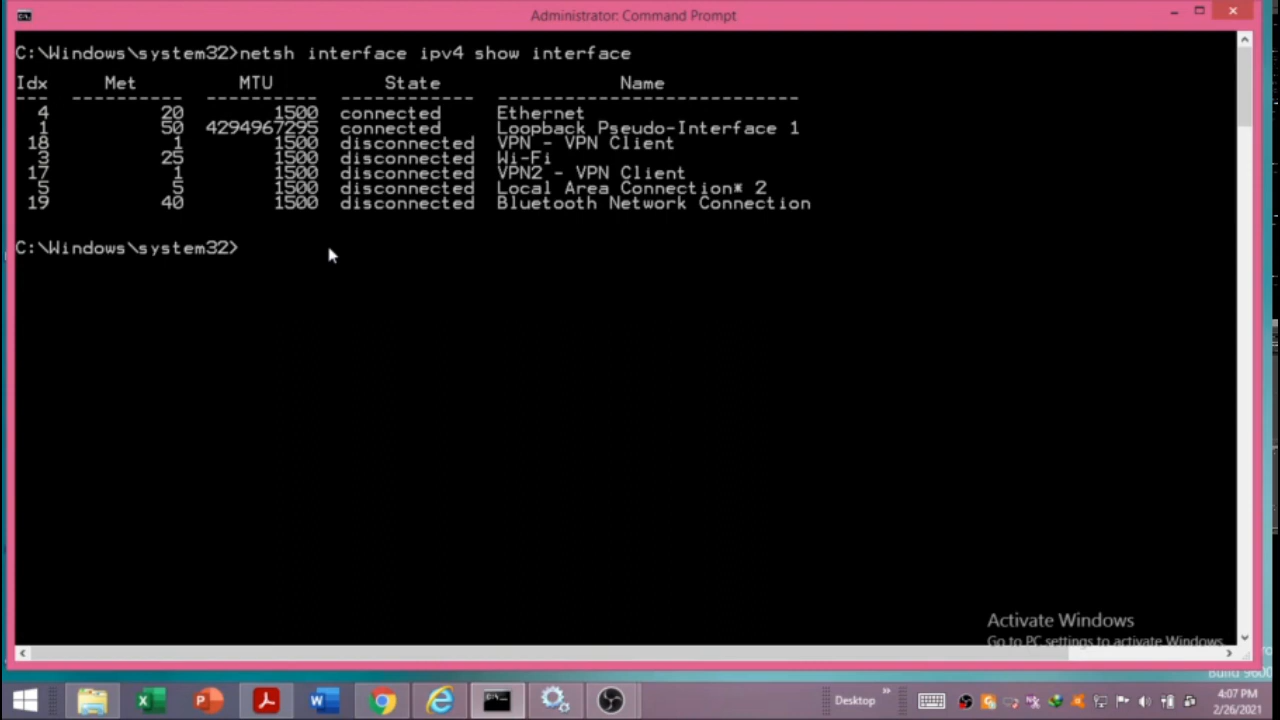 Administrator: Command Prompt
C:\Windows\system32>netsh interface ipv4 show interface
Idx Met MTU State Name
--- ---------- ---------- ------------ ---------------------------
4 20 1500 connected Ethernet
1 50 4294967295 connected Loopback Pseudo-Interface 1
18 1 1500 disconnected VPN - VPN Client
3 25 1500 disconnected Wi-Fi
17 1 1500 disconnected VPN2 - VPN Client
5 5 1500 disconnected Local Area Connection* 2
19 40 1500 disconnected Bluetooth Network Connection
C:\Windows\system32>
Activate Windows
Go to PC settings to activate Windows.
Build 9600
Desktop
4:07 PM
2/26/2021